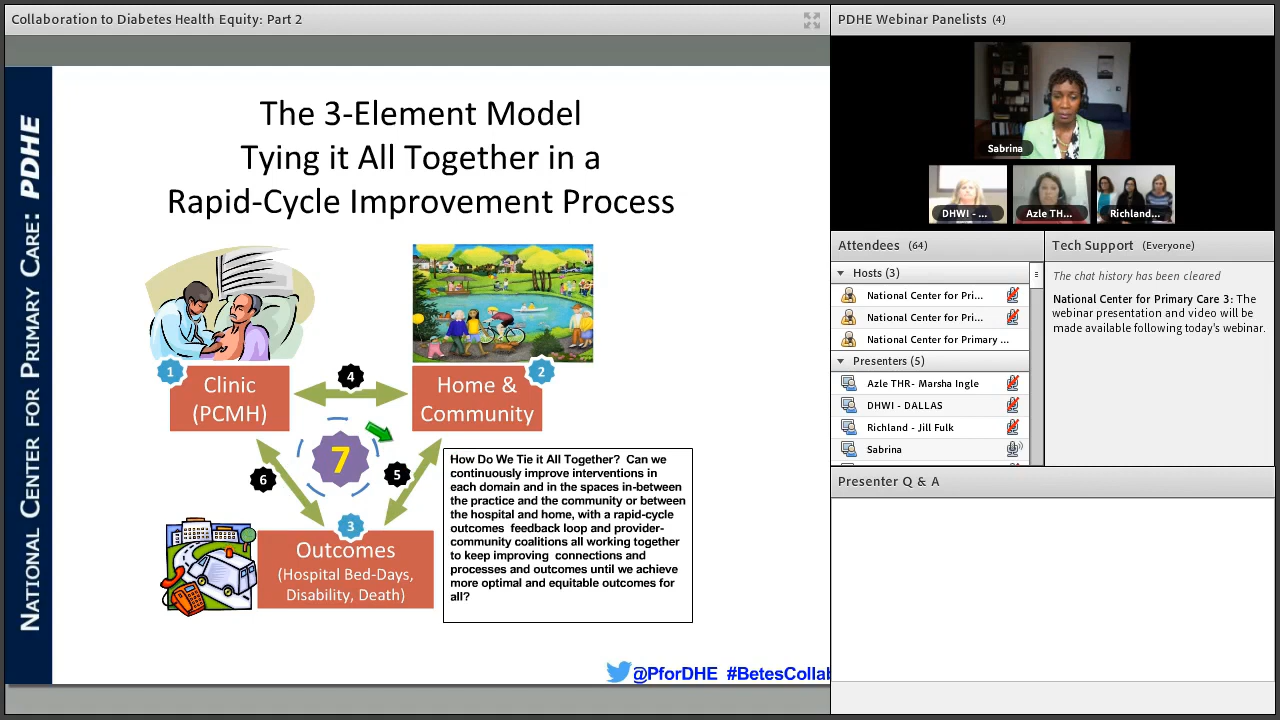 Collaboration to Diabetes Health Equity: Part 2
NATIONAL CENTER FOR PRIMARY CARE: PDHE
The 3-Element Model
Tying it All Together in a
Rapid-Cycle Improvement Process
1
Clinic
(PCMH)
4
2
Home &
Community
7
6
5
3
Outcomes
(Hospital Bed-Days,
Disability, Death)
How Do We Tie it All Together? Can we
continuously improve interventions in
each domain and in the spaces in-between
the practice and the community or between
the hospital and home, with a rapid-cycle
outcomes feedback loop and provider-
community coalitions all working together
to keep improving connections and
processes and outcomes until we achieve
more optimal and equitable outcomes for
all?
@PforDHE #BetesCollab
PDHE Webinar Panelists (4)
Sabrina
DHWI - ...
Azle TH...
Richland...
Attendees (64)
Hosts (3)
National Center for Pri...
National Center for Pri...
National Center for Primary ...
Presenters (5)
Azle THR- Marsha Ingle
DHWI - DALLAS
Richland - Jill Fulk
Sabrina
Tech Support (Everyone)
The chat history has been cleared
National Center for Primary Care 3: The
webinar presentation and video will be
made available following today's webinar.
Presenter Q & A